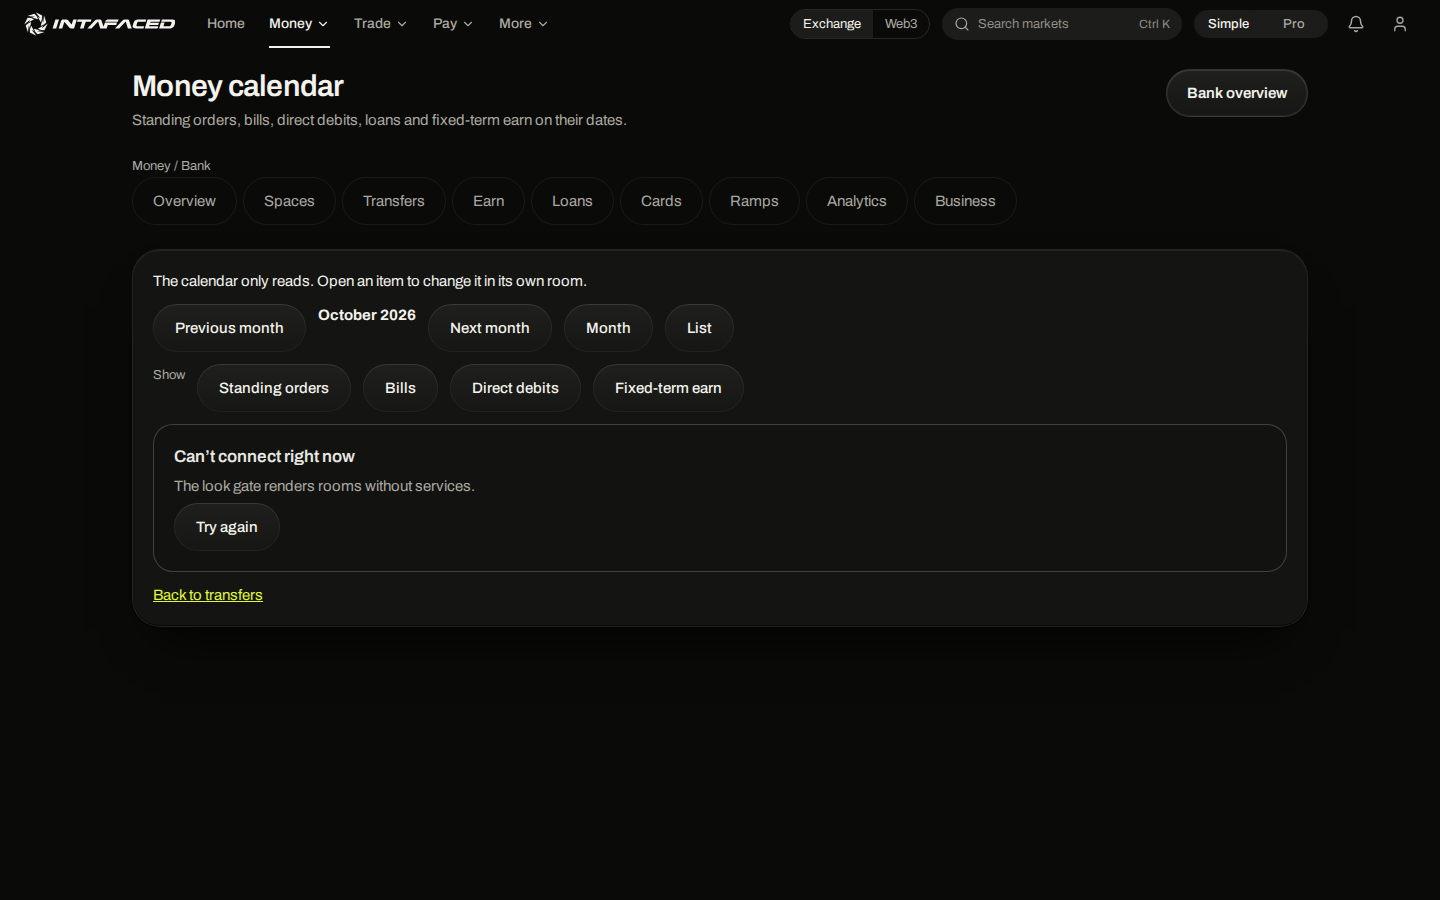 INTAFACED Home Money Trade Pay More Exchange Web3 Search markets Ctrl K Simple Pro
Money calendar
Bank overview
Standing orders, bills, direct debits, loans and fixed-term earn on their dates.
Money / Bank
Overview Spaces Transfers Earn Loans Cards Ramps Analytics Business
The calendar only reads. Open an item to change it in its own room.
Previous month October 2026 Next month Month List
Show Standing orders Bills Direct debits Fixed-term earn
Can’t connect right now
The look gate renders rooms without services.
Try again
Back to transfers